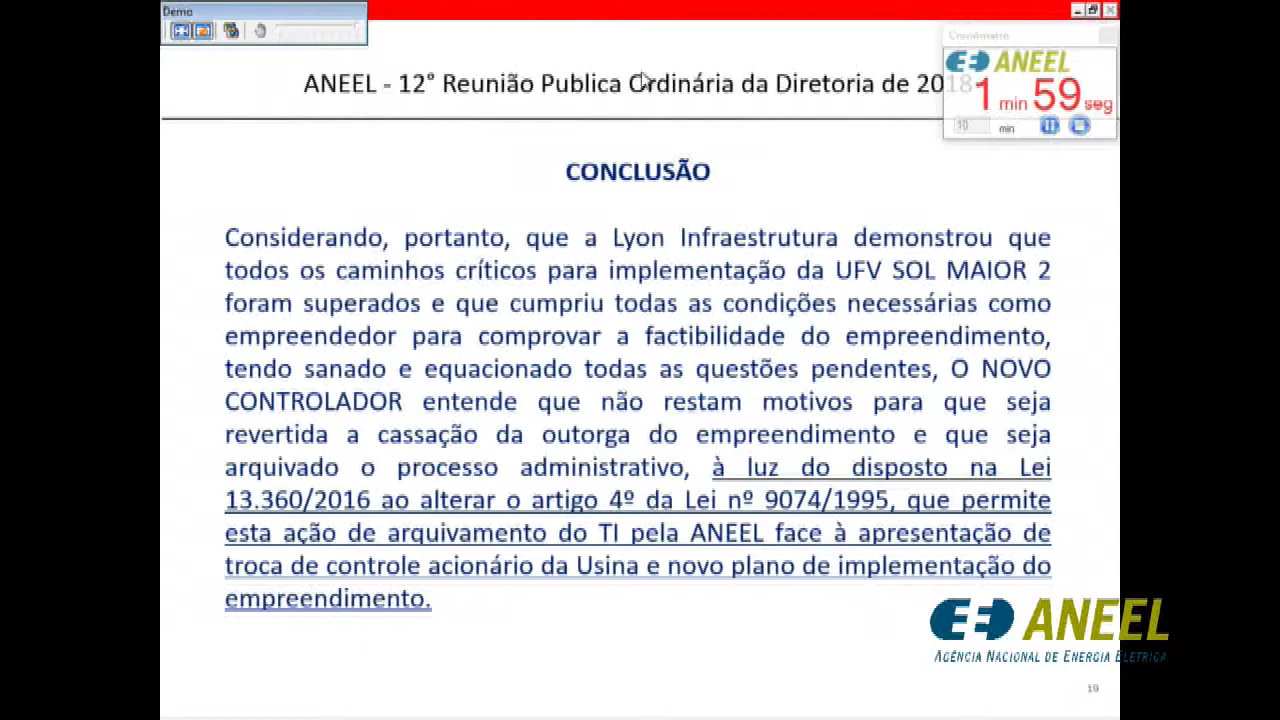 Demo
Cronômetro
ANEEL
ANEEL - 12° Reunião Publica Ordinária da Diretoria de 2018
1 min 59 seg
10 min
CONCLUSÃO
Considerando, portanto, que a Lyon Infraestrutura demonstrou que
todos os caminhos críticos para implementação da UFV SOL MAIOR 2
foram superados e que cumpriu todas as condições necessárias como
empreendedor para comprovar a factibilidade do empreendimento,
tendo sanado e equacionado todas as questões pendentes, O NOVO
CONTROLADOR entende que não restam motivos para que seja
revertida a cassação da outorga do empreendimento e que seja
arquivado o processo administrativo, à luz do disposto na Lei
13.360/2016 ao alterar o artigo 4º da Lei nº 9074/1995, que permite
esta ação de arquivamento do TI pela ANEEL face à apresentação de
troca de controle acionário da Usina e novo plano de implementação do
empreendimento.
ANEEL
AGÊNCIA NACIONAL DE ENERGIA ELÉTRICA
19